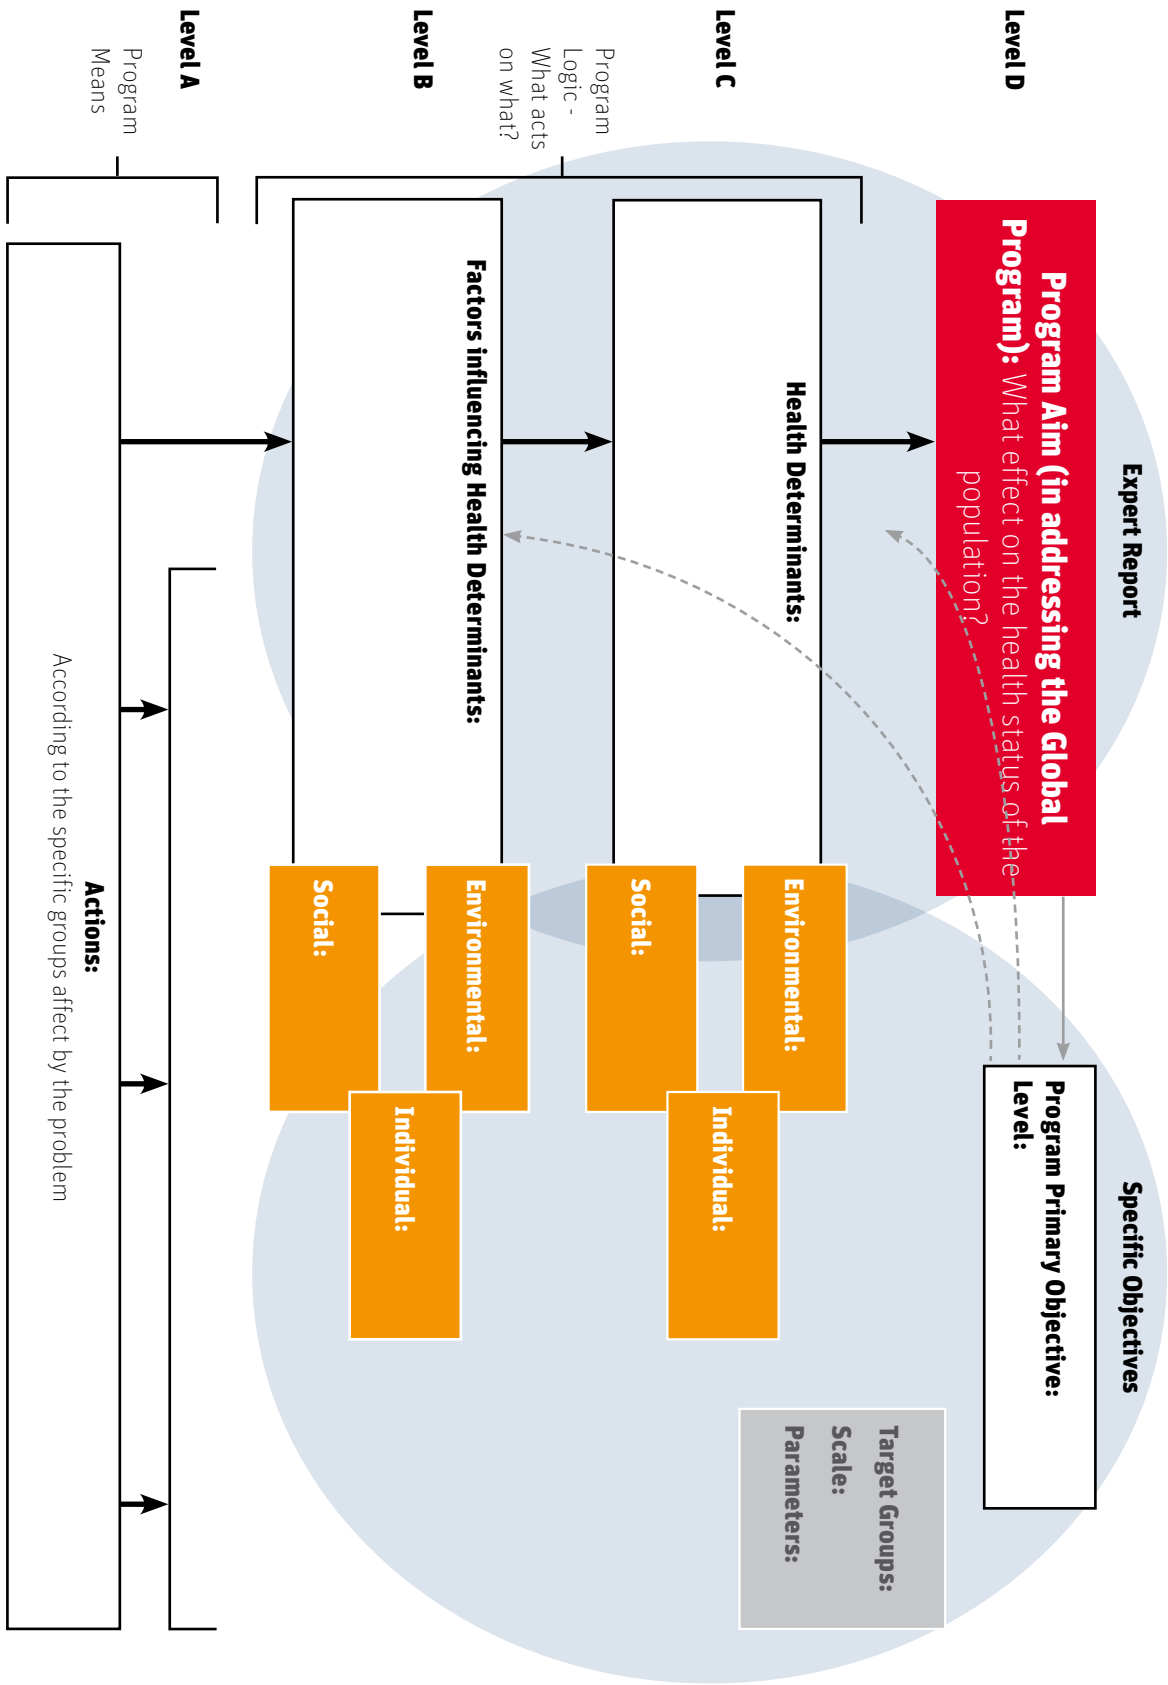 Expert Report
Specific Objectives
Level D
Program Aim (in addressing the Global
Program): What effect on the health status of the
population?
Program Primary Objective:
Level:
Level C
Health Determinants:
Environmental:
Social:
Individual:
Target Groups:
Scale:
Parameters:
Program
Logic -
What acts
on what?
Level B
Factors influencing Health Determinants:
Environmental:
Social:
Individual:
Level A
Program
Means
Actions:
According to the specific groups affect by the problem